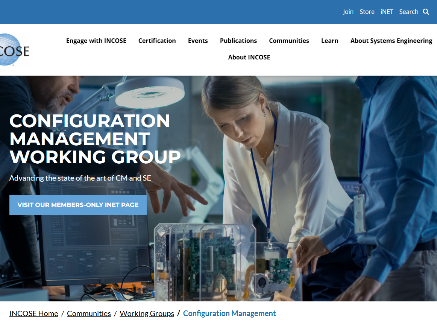 Join Store iNET Search
Engage with INCOSE Certification Events Publications Communities Learn About Systems Engineering
COSE
About INCOSE
CONFIGURATION
MANAGEMENT
WORKING GROUP
Advancing the state of the art of CM and SE
VISIT OUR MEMBERS-ONLY INET PAGE
INCOSE Home / Communities / Working Groups / Configuration Management